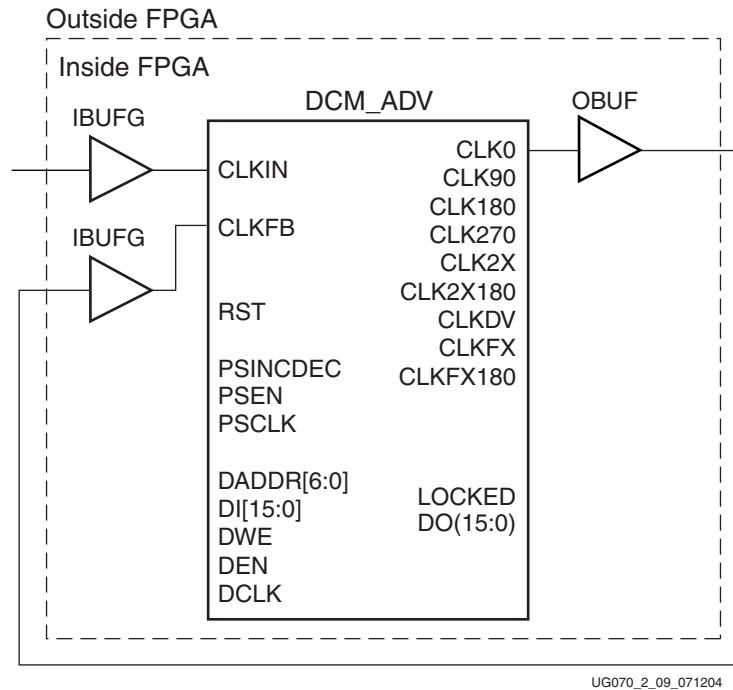 Outside FPGA
Inside FPGA
IBUFG
DCM_ADV
OBUF
CLKIN
CLKFB
IBUFG
RST
PSINCDEC
PSEN
PSCLK
DADDR[6:0]
DI[15:0]
DWE
DEN
DCLK
CLK0
CLK90
CLK180
CLK270
CLK2X
CLK2X180
CLKDV
CLKFX
CLKFX180
LOCKED
DO(15:0)
UG070_2_09_071204